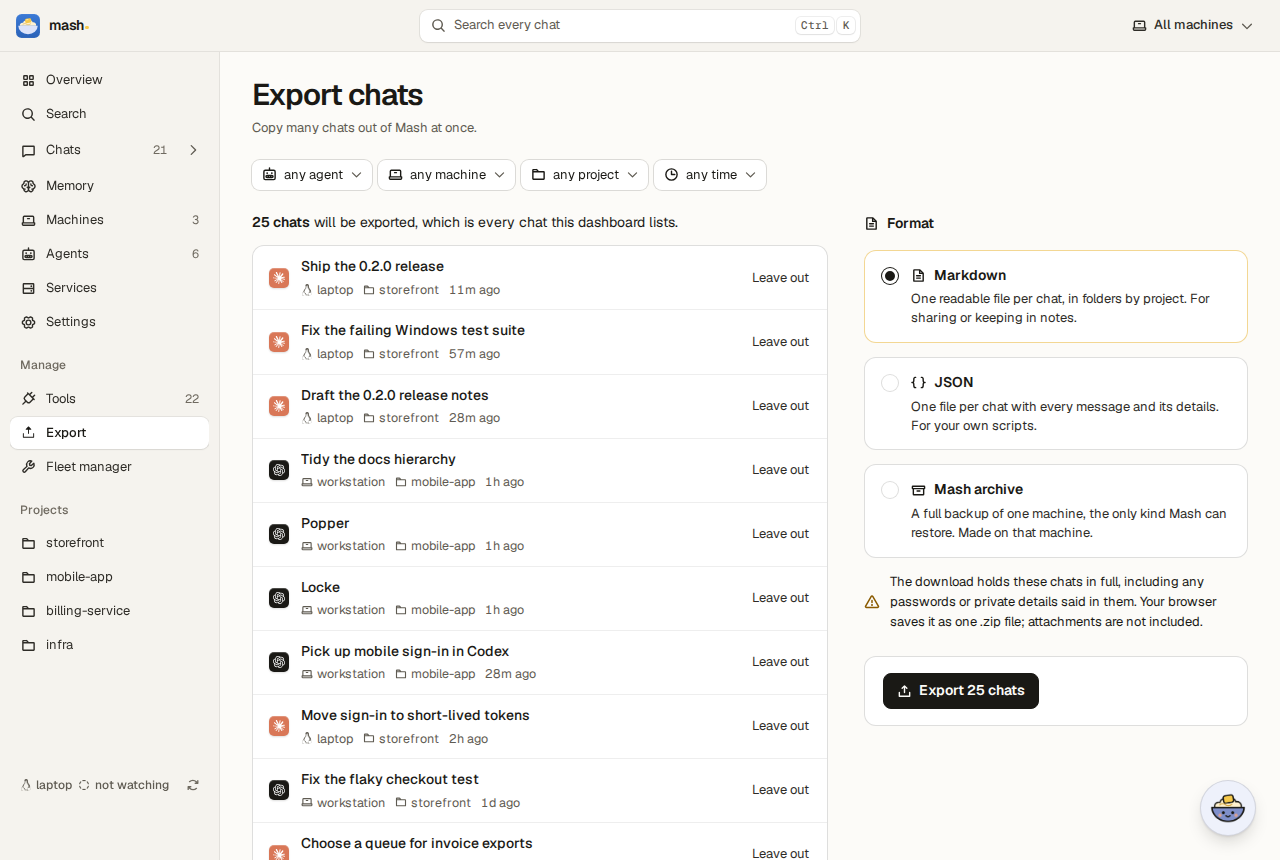 mash.
Search every chat
Ctrl K
All machines
Overview
Search
Chats 21
Memory
Machines 3
Agents 6
Services
Settings
Manage
Tools 22
Export
Fleet manager
Projects
storefront
mobile-app
billing-service
infra
laptop not watching
Export chats
Copy many chats out of Mash at once.
any agent any machine any project any time
25 chats will be exported, which is every chat this dashboard lists.
Ship the 0.2.0 release
laptop storefront 11m ago
Leave out
Fix the failing Windows test suite
laptop storefront 57m ago
Leave out
Draft the 0.2.0 release notes
laptop storefront 28m ago
Leave out
Tidy the docs hierarchy
workstation mobile-app 1h ago
Leave out
Popper
workstation mobile-app 1h ago
Leave out
Locke
workstation mobile-app 1h ago
Leave out
Pick up mobile sign-in in Codex
workstation mobile-app 28m ago
Leave out
Move sign-in to short-lived tokens
laptop storefront 2h ago
Leave out
Fix the flaky checkout test
workstation storefront 1d ago
Leave out
Choose a queue for invoice exports
Leave out
Format
Markdown
One readable file per chat, in folders by project. For
sharing or keeping in notes.
{ } JSON
One file per chat with every message and its details.
For your own scripts.
Mash archive
A full backup of one machine, the only kind Mash can
restore. Made on that machine.
The download holds these chats in full, including any
passwords or private details said in them. Your browser
saves it as one .zip file; attachments are not included.
Export 25 chats